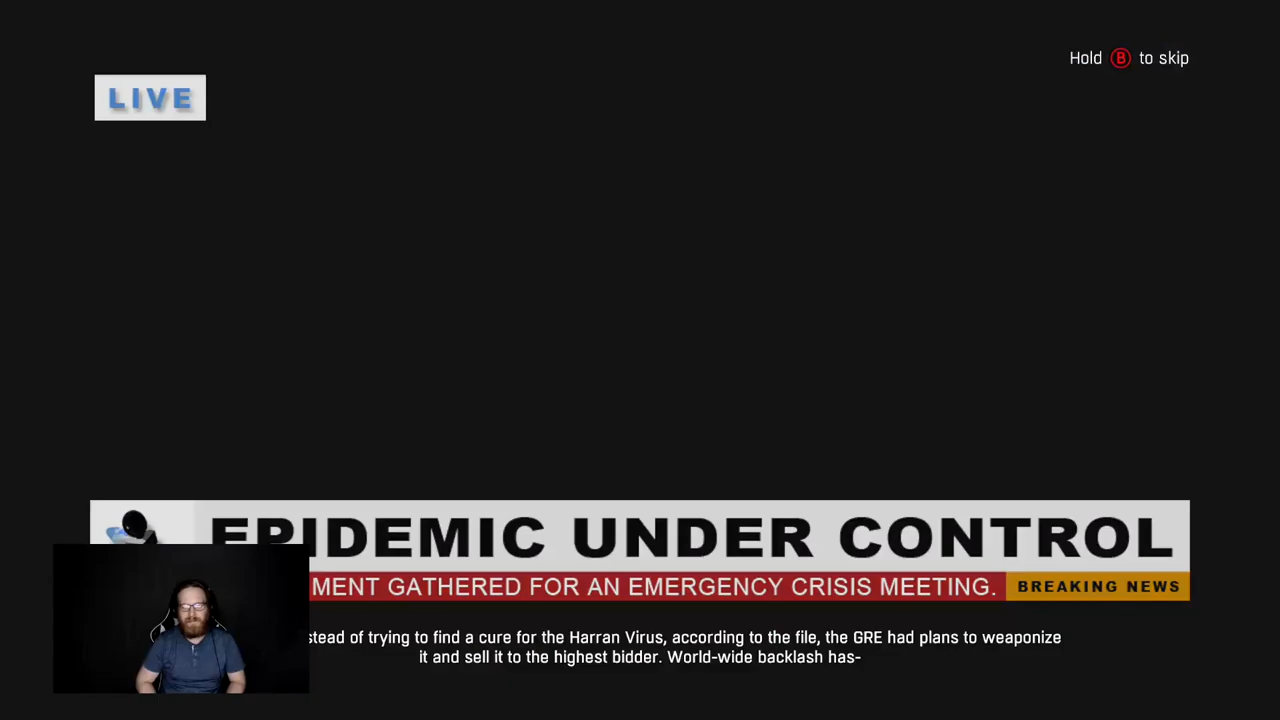 Hold B to skip
LIVE
EPIDEMIC UNDER CONTROL
MENT GATHERED FOR AN EMERGENCY CRISIS MEETING.
BREAKING NEWS
stead of trying to find a cure for the Harran Virus, according to the file, the GRE had plans to weaponize
it and sell it to the highest bidder. World-wide backlash has-